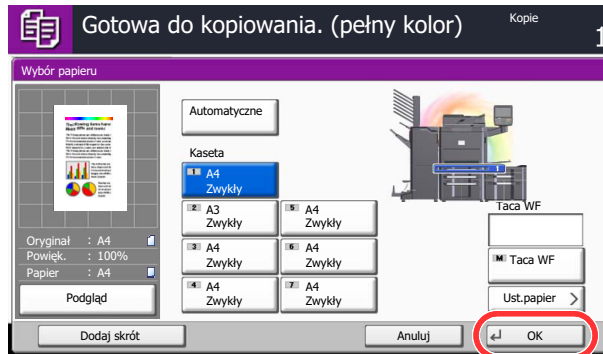 Gotowa do kopiowania. (pełny kolor)
Kopie
1
Wybór papieru
Automatyczne
Kaseta
1 A4
Zwykły
2 A3
Zwykły
5 A4
Zwykły
3 A4
Zwykły
6 A4
Zwykły
4 A4
Zwykły
7 A4
Zwykły
1
Taca WF
M Taca WF
Ust.papier
Oryginał : A4
Powięk. : 100%
Papier : A4
Podgląd
Dodaj skrót
Anuluj
OK